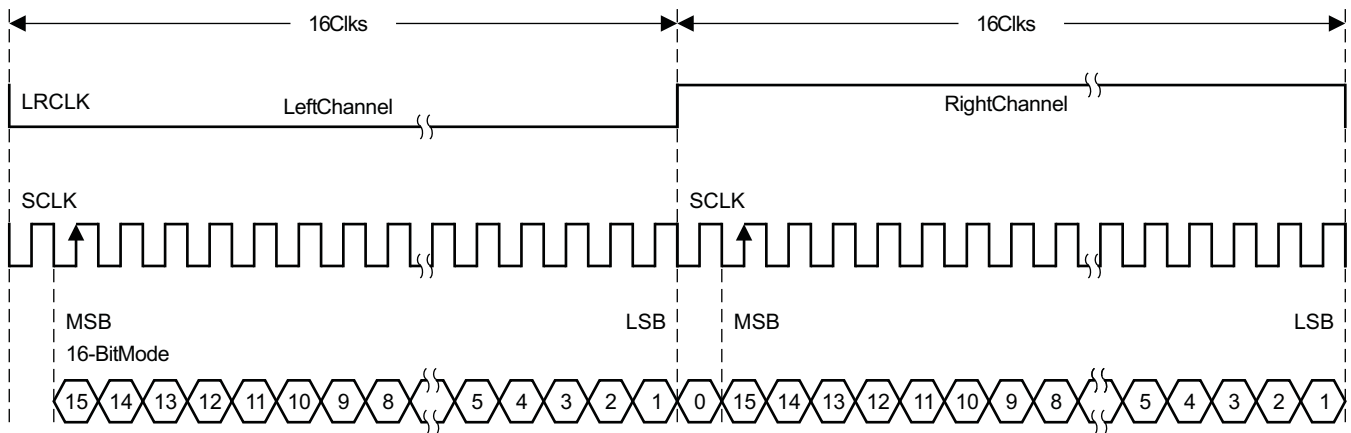 16Clks 16Clks
LRCLK LeftChannel RightChannel
SCLK SCLK
MSB LSB MSB LSB
16-BitMode
15 14 13 12 11 10 9 8 5 4 3 2 1 0 15 14 13 12 11 10 9 8 5 4 3 2 1